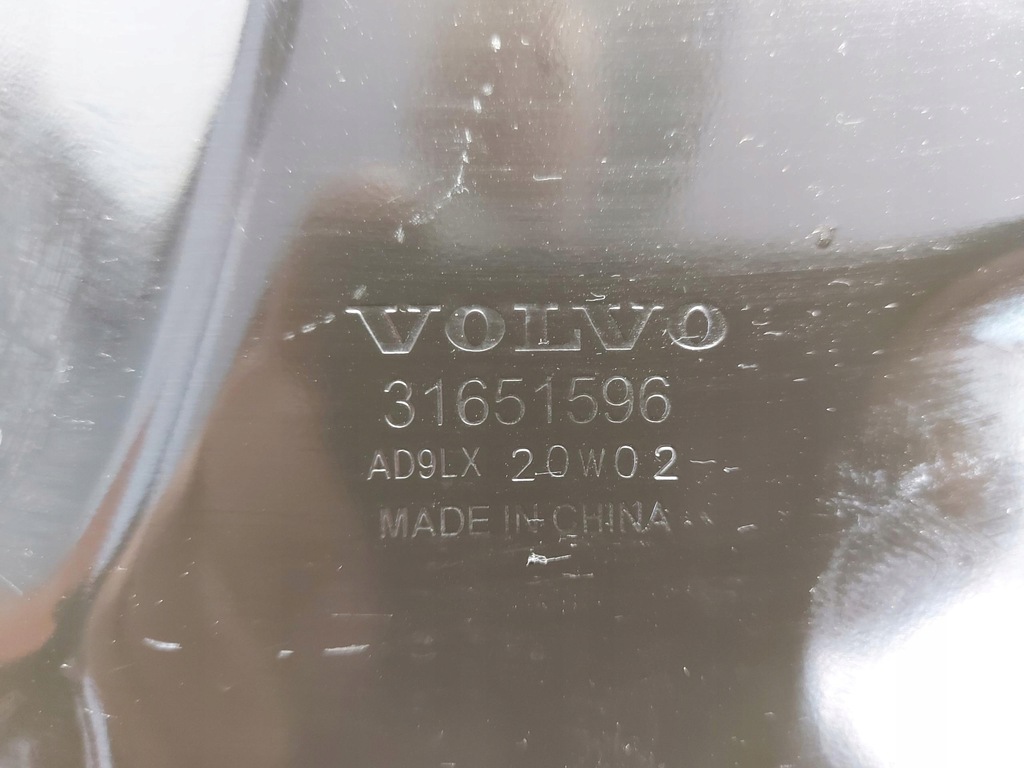 VOLVO
31651596
AD9LX 20W02
MADE IN CHINA